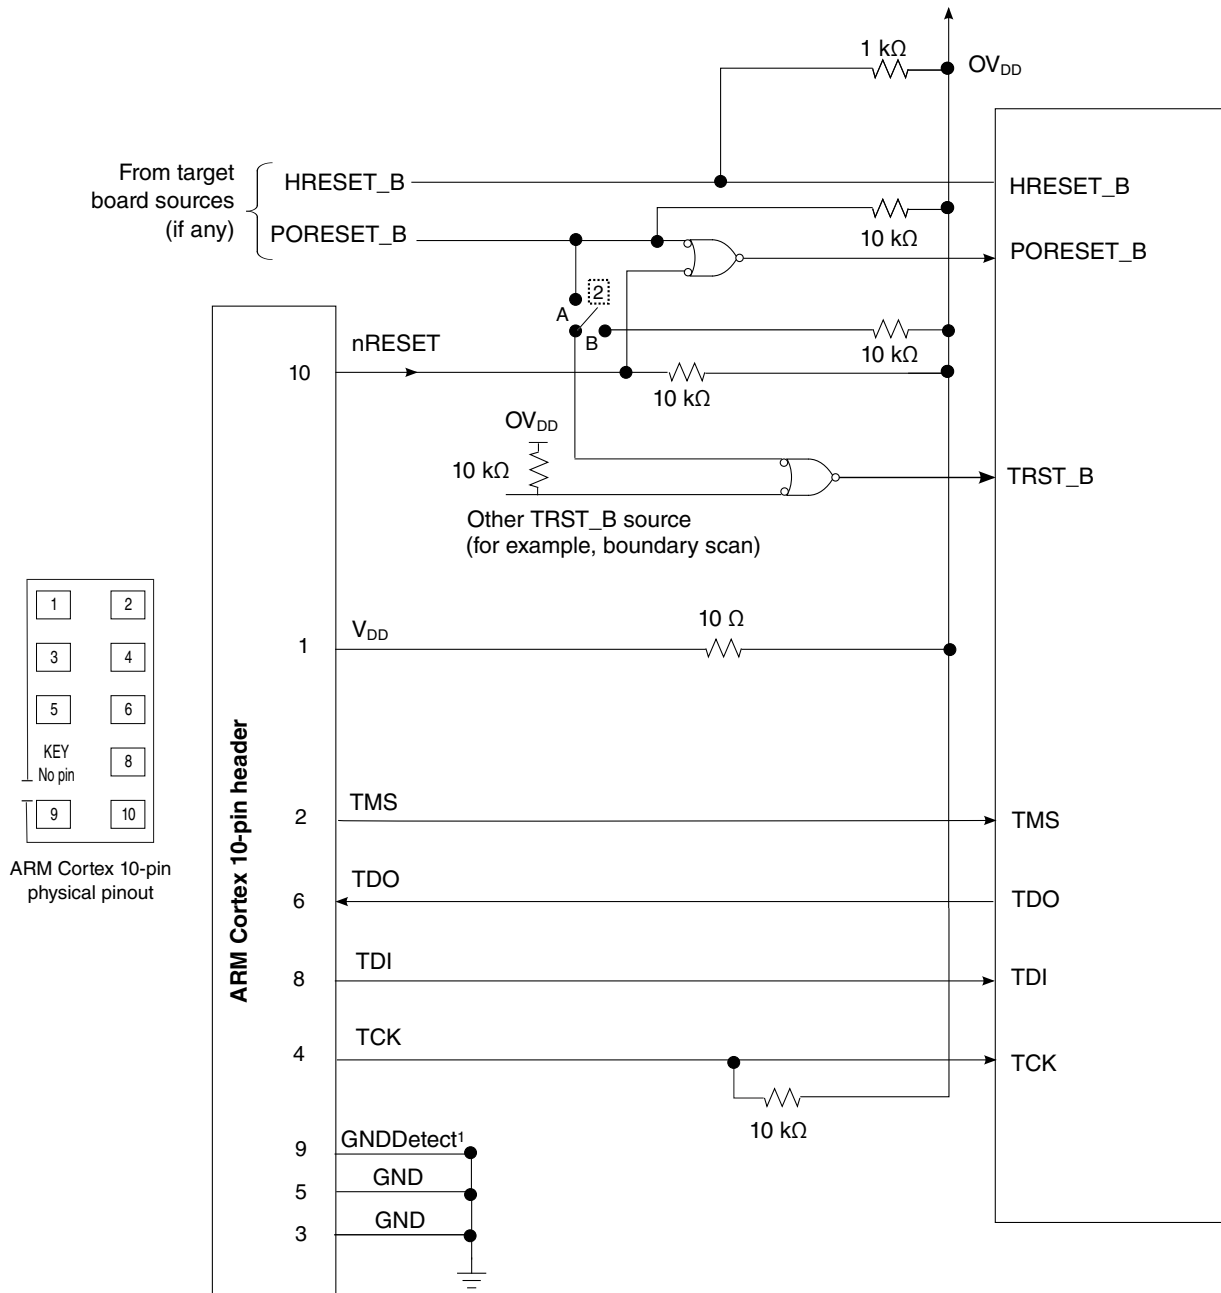 1 kΩ
OVDD
From target
board sources
(if any)
HRESET_B
HRESET_B
PORESET_B
10 kΩ
PORESET_B
2
A
B
nRESET
10 kΩ
10
10 kΩ
OVDD
10 kΩ
TRST_B
Other TRST_B source
(for example, boundary scan)
1
2
3
4
5
6
KEY
No pin
8
9
10
ARM Cortex 10-pin
physical pinout
ARM Cortex 10-pin header
1
VDD
10 Ω
2
TMS
TMS
6
TDO
TDO
8
TDI
TDI
4
TCK
TCK
10 kΩ
9
GNDDetect¹
5
GND
3
GND